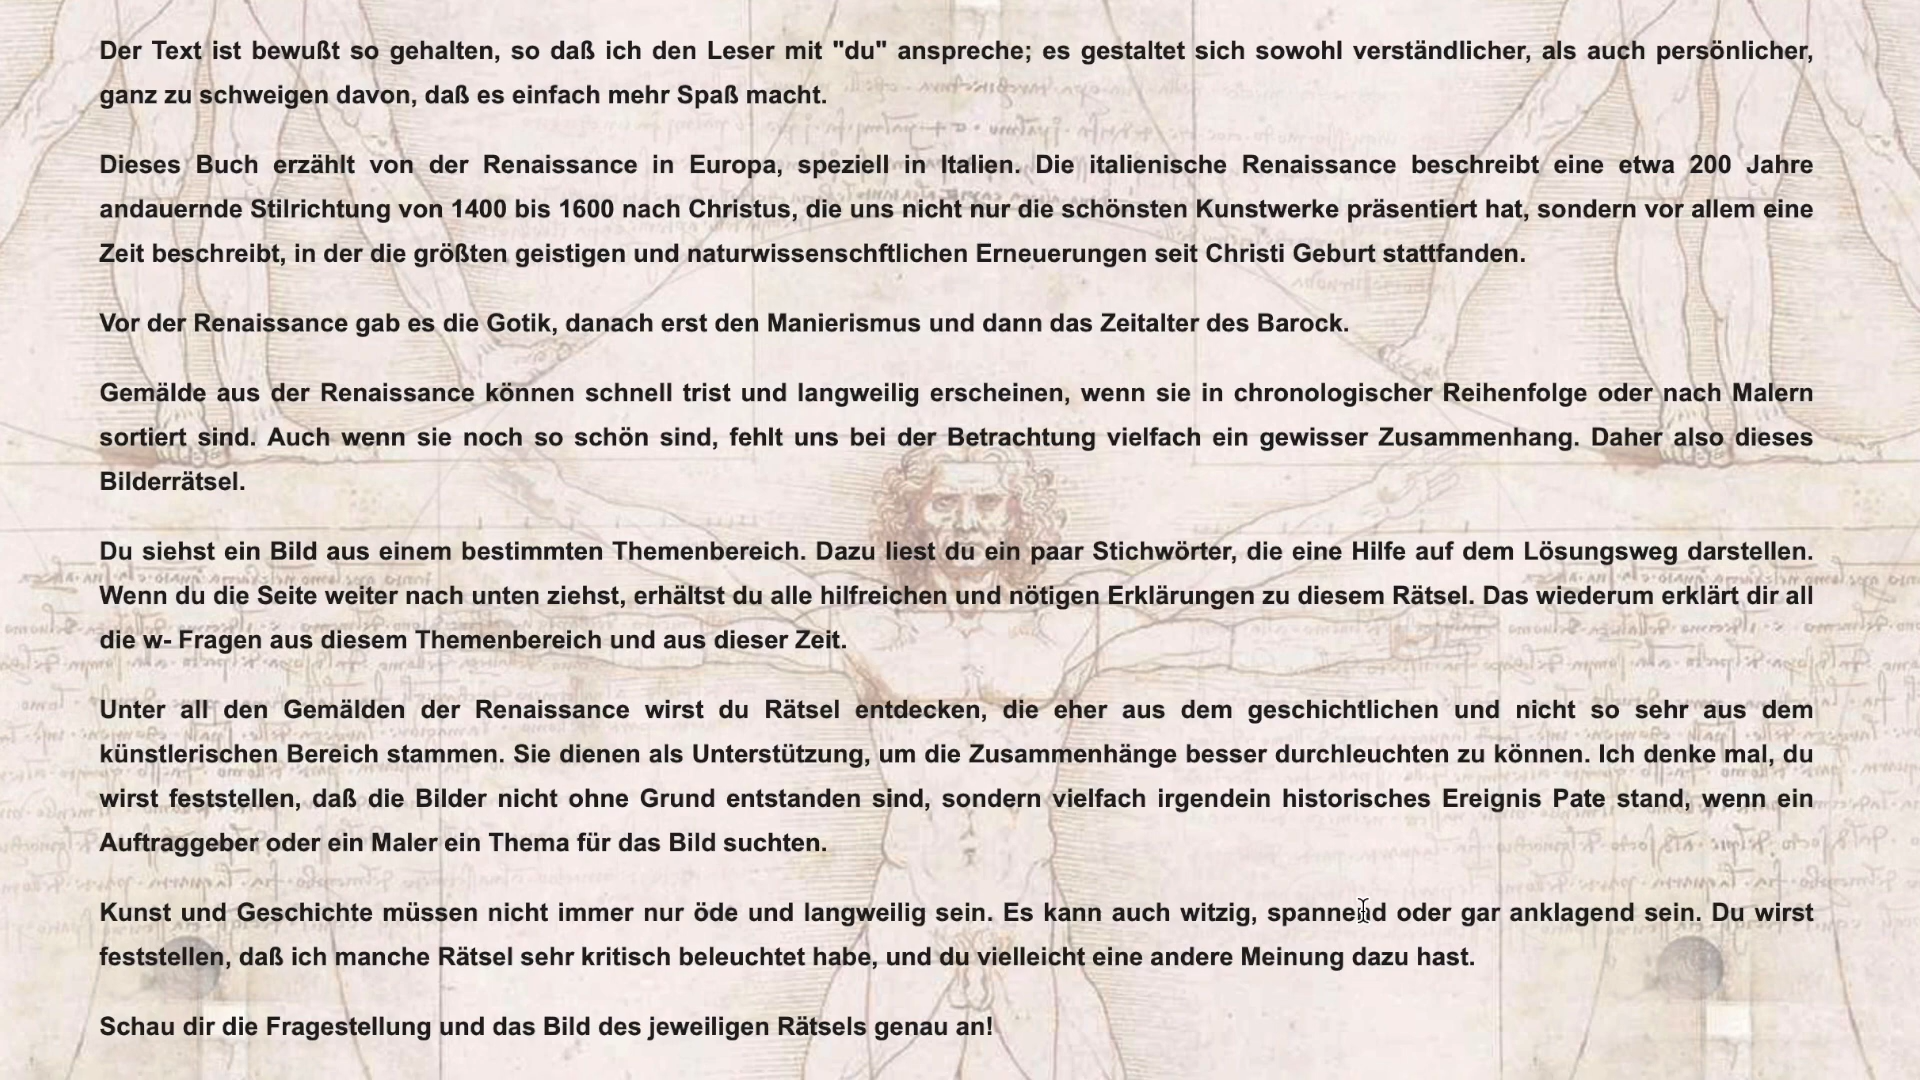 Der Text ist bewußt so gehalten, so daß ich den Leser mit "du" anspreche; es gestaltet sich sowohl verständlicher, als auch persönlicher,
ganz zu schweigen davon, daß es einfach mehr Spaß macht.
Dieses Buch erzählt von der Renaissance in Europa, speziell in Italien. Die italienische Renaissance beschreibt eine etwa 200 Jahre
andauernde Stilrichtung von 1400 bis 1600 nach Christus, die uns nicht nur die schönsten Kunstwerke präsentiert hat, sondern vor allem eine
Zeit beschreibt, in der die größten geistigen und naturwissenschftlichen Erneuerungen seit Christi Geburt stattfanden.
Vor der Renaissance gab es die Gotik, danach erst den Manierismus und dann das Zeitalter des Barock.
Gemälde aus der Renaissance können schnell trist und langweilig erscheinen, wenn sie in chronologischer Reihenfolge oder nach Malern
sortiert sind. Auch wenn sie noch so schön sind, fehlt uns bei der Betrachtung vielfach ein gewisser Zusammenhang. Daher also dieses
Bilderrätsel.
Du siehst ein Bild aus einem bestimmten Themenbereich. Dazu liest du ein paar Stichwörter, die eine Hilfe auf dem Lösungsweg darstellen.
Wenn du die Seite weiter nach unten ziehst, erhältst du alle hilfreichen und nötigen Erklärungen zu diesem Rätsel. Das wiederum erklärt dir all
die w- Fragen aus diesem Themenbereich und aus dieser Zeit.
Unter all den Gemälden der Renaissance wirst du Rätsel entdecken, die eher aus dem geschichtlichen und nicht so sehr aus dem
künstlerischen Bereich stammen. Sie dienen als Unterstützung, um die Zusammenhänge besser durchleuchten zu können. Ich denke mal, du
wirst feststellen, daß die Bilder nicht ohne Grund entstanden sind, sondern vielfach irgendein historisches Ereignis Pate stand, wenn ein
Auftraggeber oder ein Maler ein Thema für das Bild suchten.
Kunst und Geschichte müssen nicht immer nur öde und langweilig sein. Es kann auch witzig, spannend oder gar anklagend sein. Du wirst
feststellen, daß ich manche Rätsel sehr kritisch beleuchtet habe, und du vielleicht eine andere Meinung dazu hast.
Schau dir die Fragestellung und das Bild des jeweiligen Rätsels genau an!